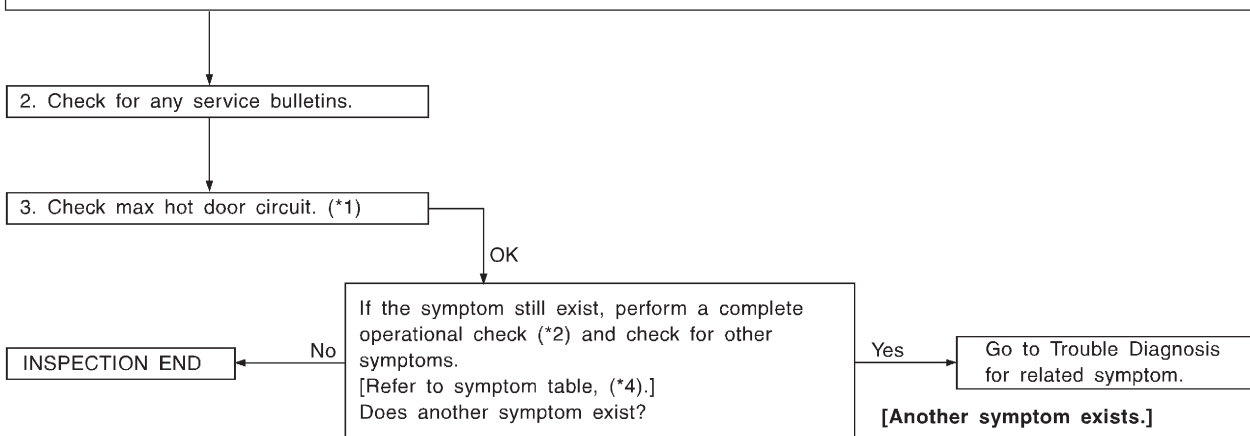 2. Check for any service bulletins.
3. Check max hot door circuit. (*1)
OK
If the symptom still exist, perform a complete
operational check (*2) and check for other
symptoms.
[Refer to symptom table, (*4).]
Does another symptom exist?
No
INSPECTION END
Yes
Go to Trouble Diagnosis
for related symptom.
[Another symptom exists.]